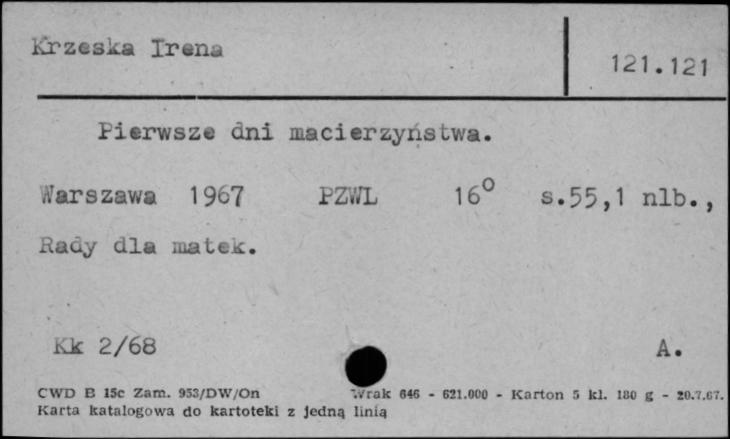 Krzeska Irena
121.121
Pierwsze dni macierzyństwa.
Warszawa 1967 PZWL 16° s.55,1 nlb.,
Rady dla matek.
Kk 2/68 A.
CWD B 15c Zam. 953/DW/On Wrak 646 - 621.000 - Karton 5 kl. 180 g - 20.7.67.
Karta katalogowa do kartoteki z jedną linią